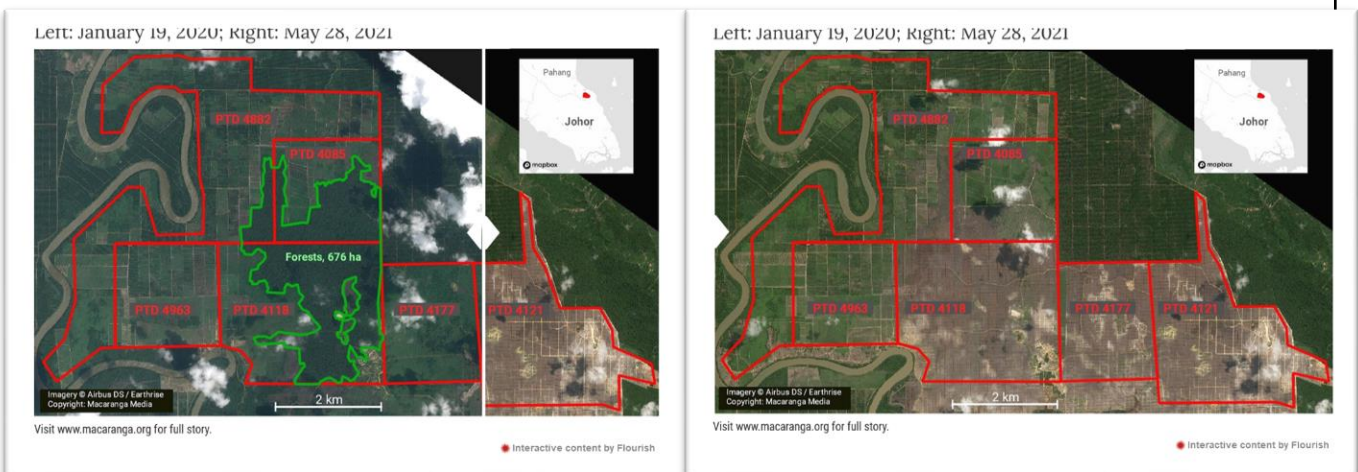 Left: January 19, 2020; Right: May 28, 2021
Pahang
Johor
mapbox
PTD 4882
PTD 4085
Forests, 676 ha
PTD 4963
PTD 4118
PTD 4177
PTD 4121
Imagery © Airbus DS / Earthrise
Copyright: Macaranga Media
2 km
Visit www.macaranga.org for full story.
Interactive content by Flourish
Left: January 19, 2020; Right: May 28, 2021
Pahang
Johor
mapbox
PTD 4882
PTD 4085
PTD 4963
PTD 4118
PTD 4177
PTD 4121
Imagery © Airbus DS / Earthrise
Copyright: Macaranga Media
2 km
Visit www.macaranga.org for full story.
Interactive content by Flourish